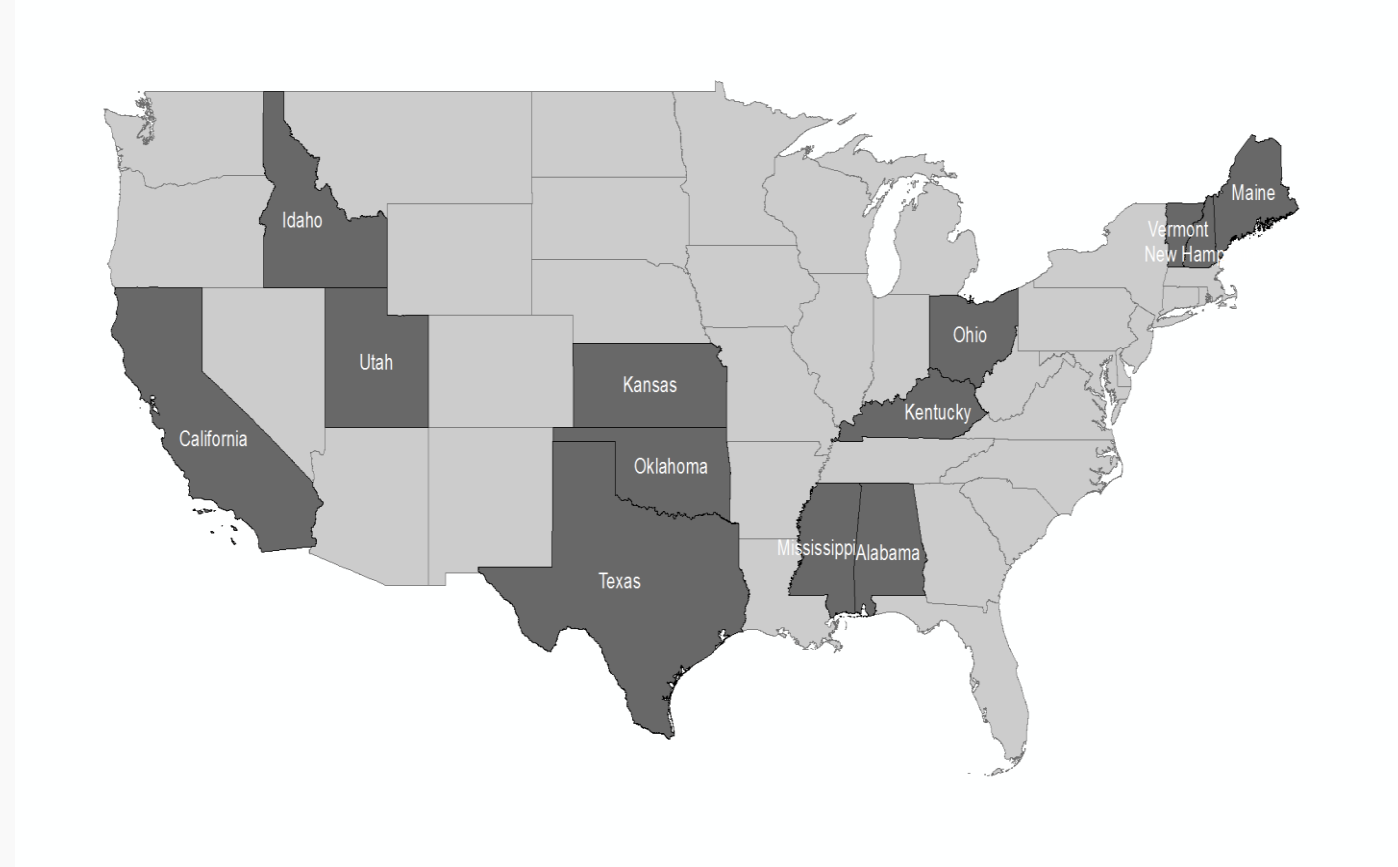 Maine
Idaho
Vermont
New Hamp
Ohio
Utah
Kansas
Kentucky
California
Oklahoma
Mississippi
Alabama
Texas